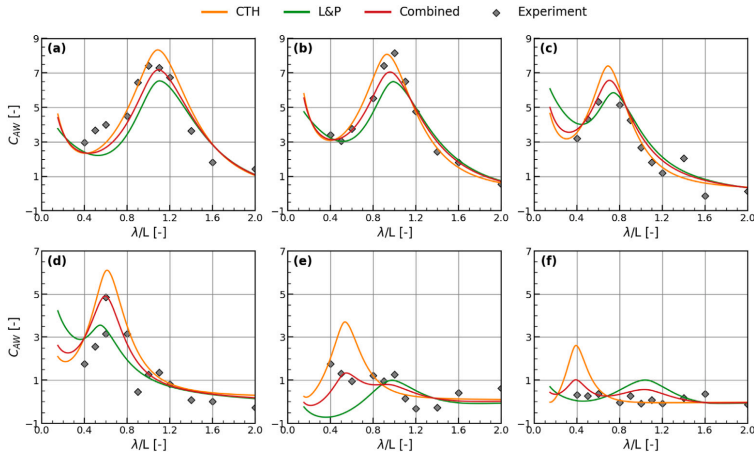 CTH L&P Combined Experiment
(a) (b) (c)
9 9 9
7 7 7
5 5 5
3 3 3
1 1 1
−1 −1 −1
C_AW [-]
0.0 0.4 0.8 1.2 1.6 2.0 0.0 0.4 0.8 1.2 1.6 2.0 0.0 0.4 0.8 1.2 1.6 2.0
λ/L [-] λ/L [-] λ/L [-]
(d) (e) (f)
7 7 7
5 5 5
3 3 3
1 1 1
−1 −1 −1
C_AW [-]
0.0 0.4 0.8 1.2 1.6 2.0 0.0 0.4 0.8 1.2 1.6 2.0 0.0 0.4 0.8 1.2 1.6 2.0
λ/L [-] λ/L [-] λ/L [-]